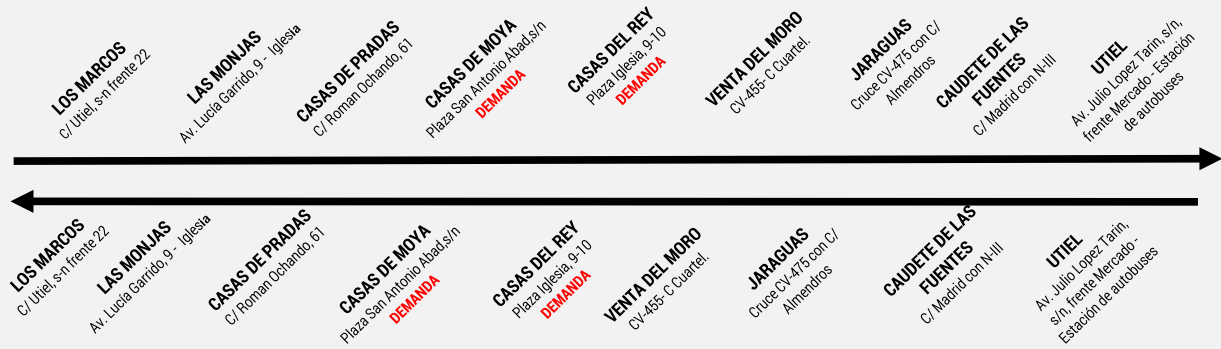 LOS MARCOS
C/ Utiel, s-n frente 22
LAS MONJAS
Av. Lucía Garrido, 9 - Iglesia
CASAS DE PRADAS
C/ Roman Ochando, 61
CASAS DE MOYA
Plaza San Antonio Abad,s/n
DEMANDA
CASAS DEL REY
Plaza Iglesia, 9-10
DEMANDA
VENTA DEL MORO
CV-455- C Cuartel.
JARAGUAS
Cruce CV-475 con C/
Almendros
CAUDETE DE LAS
FUENTES
C/ Madrid con N-III
UTIEL
Av. Julio Lopez Tarin, s/n,
frente Mercado - Estación
de autobuses
LOS MARCOS
C/ Utiel, s-n frente 22
LAS MONJAS
Av. Lucía Garrido, 9 - Iglesia
CASAS DE PRADAS
C/ Roman Ochando, 61
CASAS DE MOYA
Plaza San Antonio Abad,s/n
DEMANDA
CASAS DEL REY
Plaza Iglesia, 9-10
DEMANDA
VENTA DEL MORO
CV-455- C Cuartel.
JARAGUAS
Cruce CV-475 con C/
Almendros
CAUDETE DE LAS
FUENTES
C/ Madrid con N-III
UTIEL
Av. Julio Lopez Tarin,
s/n, frente Mercado -
Estación de autobuses